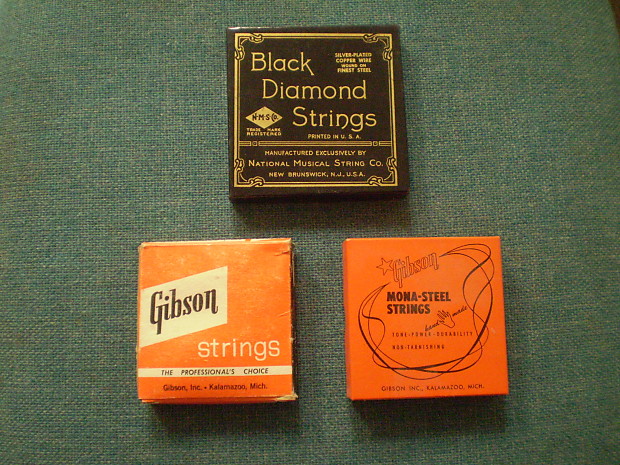 Black
Diamond
Strings
SILVER-PLATED
COPPER WIRE
WOUND ON
FINEST STEEL
N.M.S.Co.
TRADE MARK
REGISTERED
PRINTED IN U.S.A.
MANUFACTURED EXCLUSIVELY BY
NATIONAL MUSICAL STRING CO.
NEW BRUNSWICK, N.J., U.S.A.
Gibson
strings
THE PROFESSIONAL'S CHOICE
Gibson, Inc. • Kalamazoo, Mich.
Gibson
MONA-STEEL
STRINGS
hand made
TONE-POWER-DURABILITY
NON-TARNISHING
GIBSON INC., KALAMAZOO, MICH.